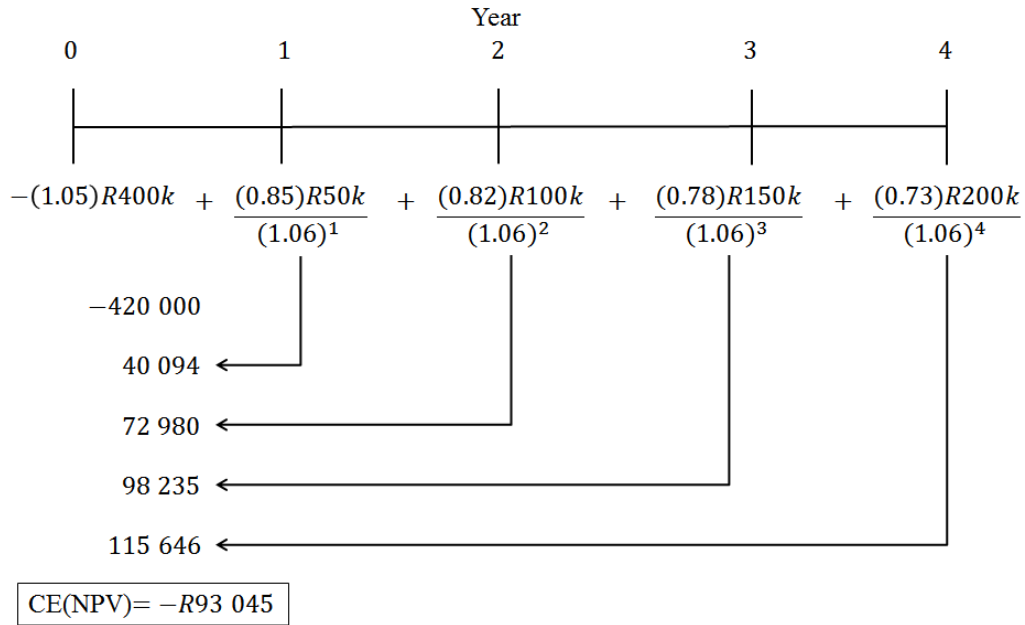 Year
0 1 2 3 4
−(1.05)R400k + (0.85)R50k + (0.82)R100k + (0.78)R150k + (0.73)R200k
(1.06)¹ (1.06)² (1.06)³ (1.06)⁴
−420 000
40 094
72 980
98 235
115 646
CE(NPV)= −R93 045